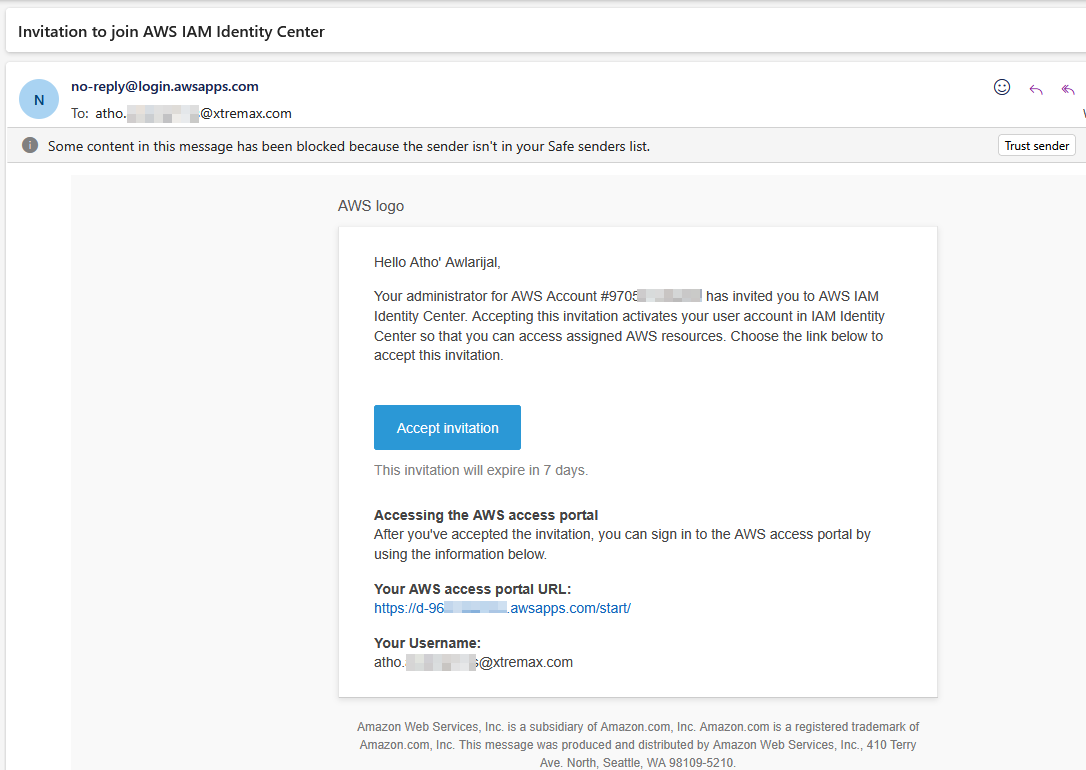 Invitation to join AWS IAM Identity Center
N
no-reply@login.awsapps.com
To: atho. @xtremax.com
Some content in this message has been blocked because the sender isn't in your Safe senders list.
Trust sender
AWS logo
Hello Atho' Awlarijal,
Your administrator for AWS Account #9705 has invited you to AWS IAM
Identity Center. Accepting this invitation activates your user account in IAM Identity
Center so that you can access assigned AWS resources. Choose the link below to
accept this invitation.
Accept invitation
This invitation will expire in 7 days.
Accessing the AWS access portal
After you've accepted the invitation, you can sign in to the AWS access portal by
using the information below.
Your AWS access portal URL:
https://d-96 .awsapps.com/start/
Your Username:
atho. s@xtremax.com
Amazon Web Services, Inc. is a subsidiary of Amazon.com, Inc. Amazon.com is a registered trademark of
Amazon.com, Inc. This message was produced and distributed by Amazon Web Services, Inc., 410 Terry
Ave. North, Seattle, WA 98109-5210.